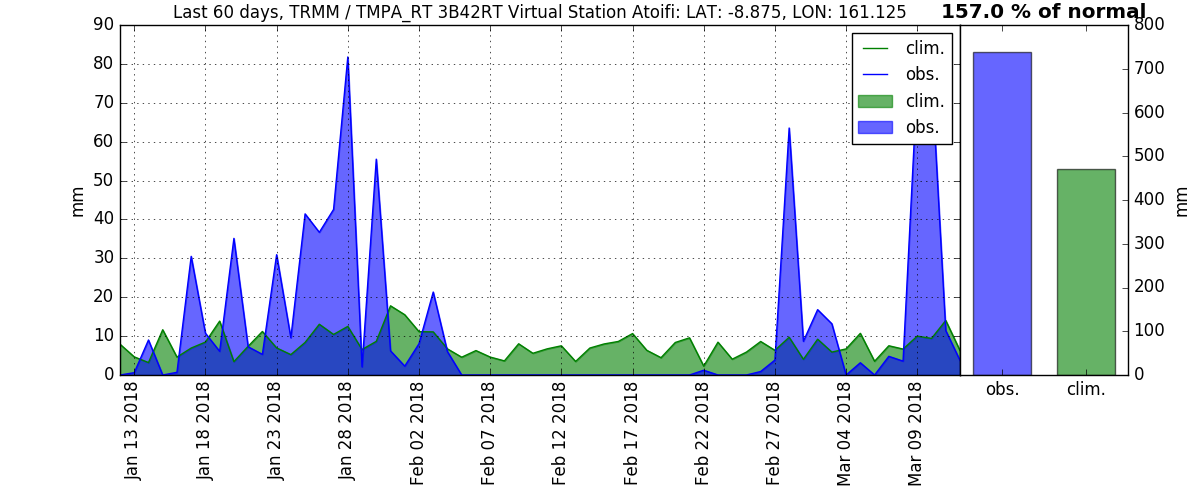 Last 60 days, TRMM / TMPA_RT 3B42RT Virtual Station Atoifi: LAT: -8.875, LON: 161.125
157.0 % of normal
90
80
70
60
50
40
30
20
10
0
mm
clim.
obs.
clim.
obs.
Jan 13 2018
Jan 18 2018
Jan 23 2018
Jan 28 2018
Feb 02 2018
Feb 07 2018
Feb 12 2018
Feb 17 2018
Feb 22 2018
Feb 27 2018
Mar 04 2018
Mar 09 2018
800
700
600
500
400
300
200
100
0
mm
obs.
clim.